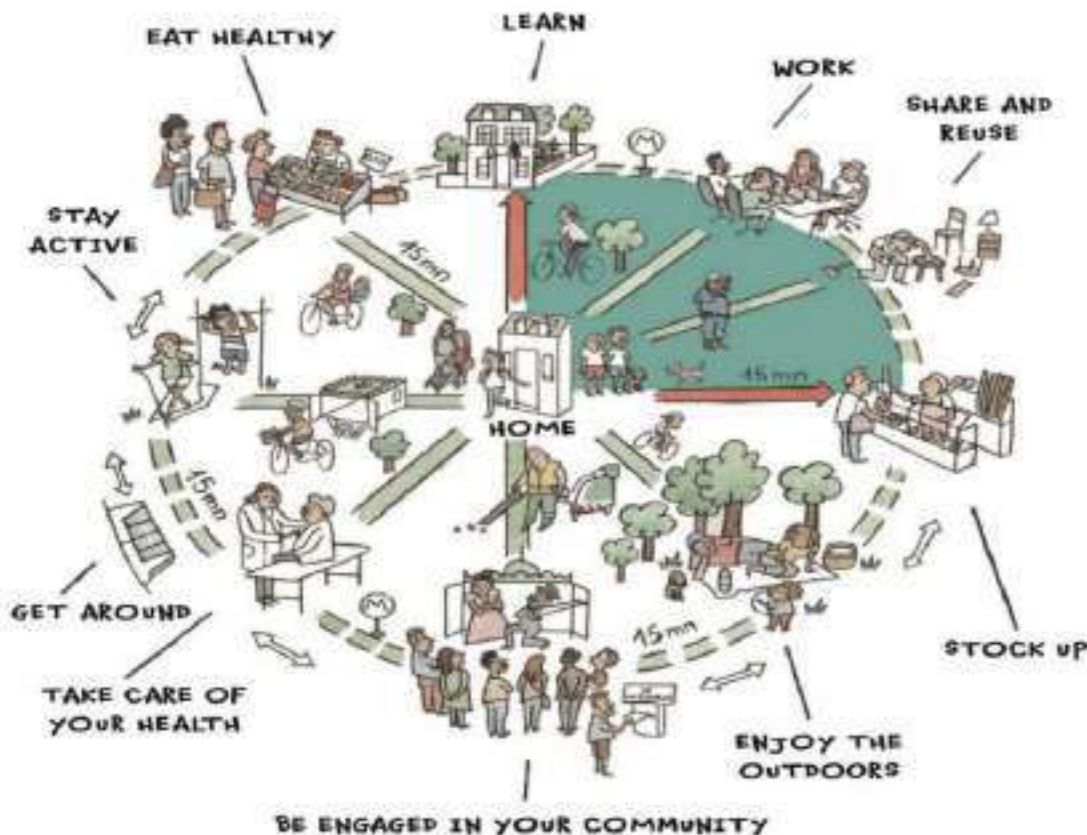 LEARN
EAT HEALTHY
WORK
SHARE AND
REUSE
M
STAY
ACTIVE
15mn
15mn
HOME
15mn
M
GET AROUND
15mn
STOCK UP
TAKE CARE OF
YOUR HEALTH
ENJOY THE
OUTDOORS
BE ENGAGED IN YOUR COMMUNITY